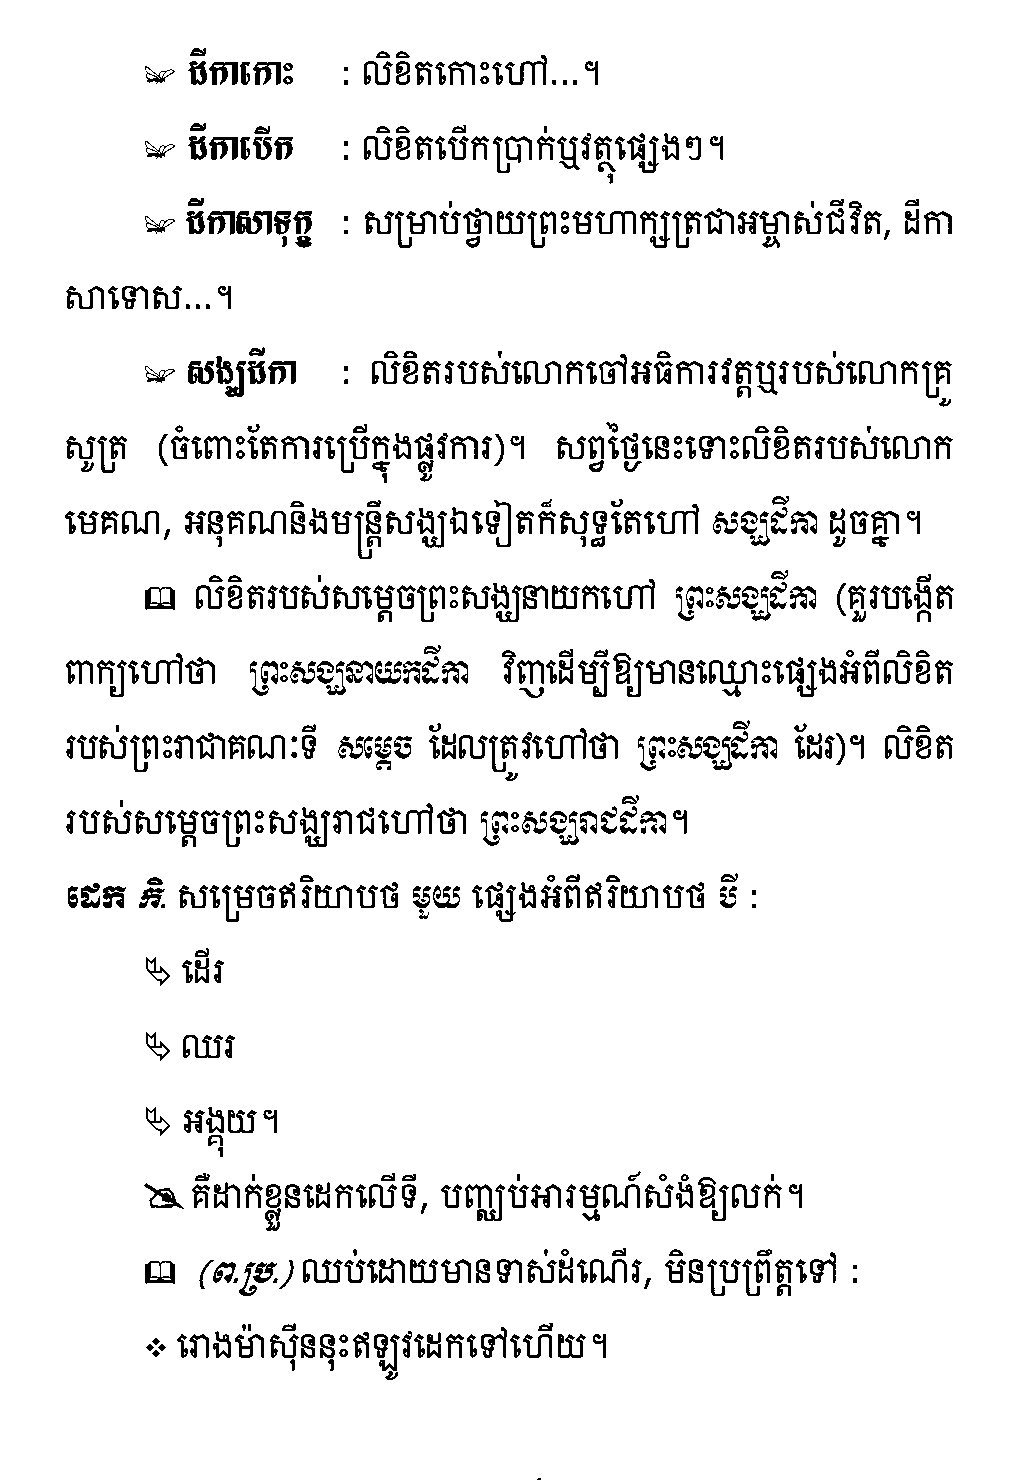 ដីកាកោះ : លិខិតកោះហៅ...។
ដីកាបើក : លិខិតបើកប្រាក់ឬវត្ថុផ្សេងៗ។
ដីកាសាទុក្ខ : សម្រាប់ថ្វាយព្រះមហាក្សត្រជាអម្ចាស់ជីវិត, ដីកា
សាទោស...។
សង្ឃដីកា : លិខិតរបស់លោកចៅអធិការវត្តឬរបស់លោកគ្រូ
សូត្រ (ចំពោះតែការប្រើក្នុងផ្លូវការ)។ សព្វថ្ងៃនេះទោះលិខិតរបស់លោក
មេគណ, អនុគណនិងមន្ត្រីសង្ឃឯទៀតក៏សុទ្ធតែហៅ សង្ឃដីកា ដូចគ្នា។
លិខិតរបស់សម្ដេចព្រះសង្ឃនាយកហៅ ព្រះសង្ឃដីកា (គួរបង្កើត
ពាក្យហៅថា ព្រះសង្ឃនាយកដីកា វិញដើម្បីឱ្យមានឈ្មោះផ្សេងអំពីលិខិត
របស់ព្រះរាជាគណៈទី សម្ដេច ដែលត្រូវហៅថា ព្រះសង្ឃដីកា ដែរ)។ លិខិត
របស់សម្ដេចព្រះសង្ឃរាជហៅថា ព្រះសង្ឃរាជដីកា។
ដេក កិ. សម្រេចឥរិយាបថ មួយ ផ្សេងអំពីឥរិយាបថ បី :
ដើរ
ឈរ
អង្គុយ។
គឺដាក់ខ្លួនដេកលើទី, បញ្ឈប់អារម្មណ៍សំងំឱ្យលក់។
(ព.ប្រ.) ឈប់ដោយមានទាស់ដំណើរ, មិនប្រព្រឹត្តទៅ :
❖ រោងម៉ាស៊ីននុះឥឡូវដេកទៅហើយ។